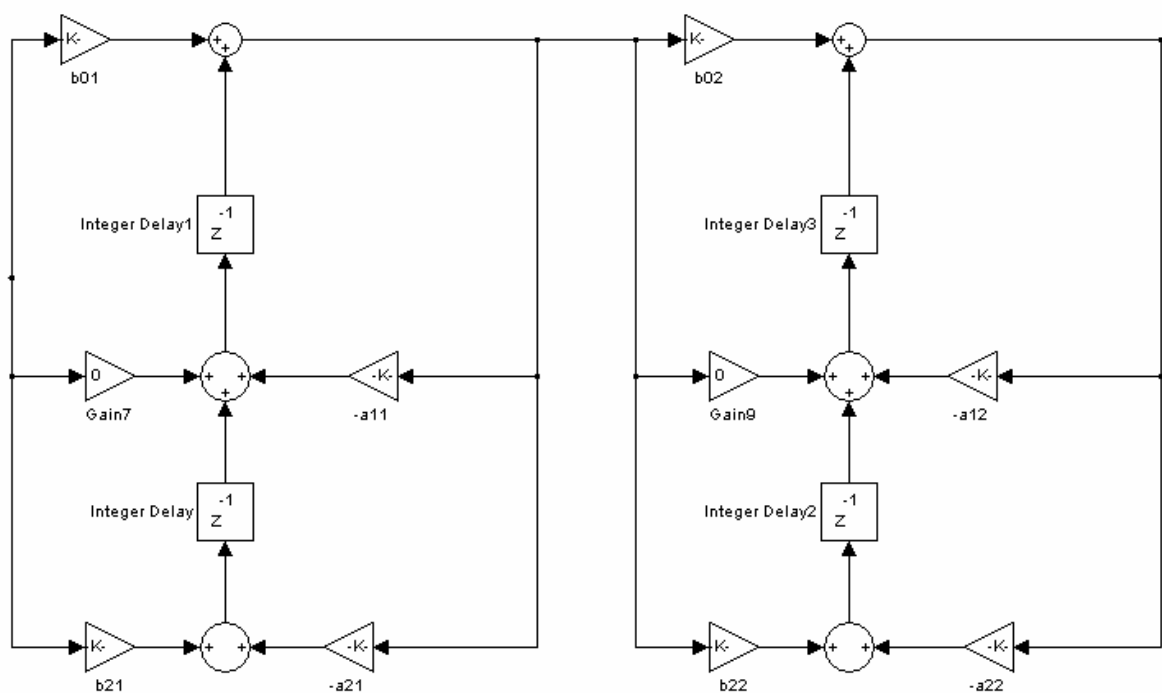 K-
+
+
K-
+
+
b01
b02
Integer Delay1
-1
Z
Integer Delay3
-1
Z
0
+
+
+
-K-
0
+
+
+
-K-
Gain7
-a11
Gain9
-a12
Integer Delay
-1
Z
Integer Delay2
-1
Z
K-
+
+
-K-
K-
+
+
-K-
b21
-a21
b22
-a22